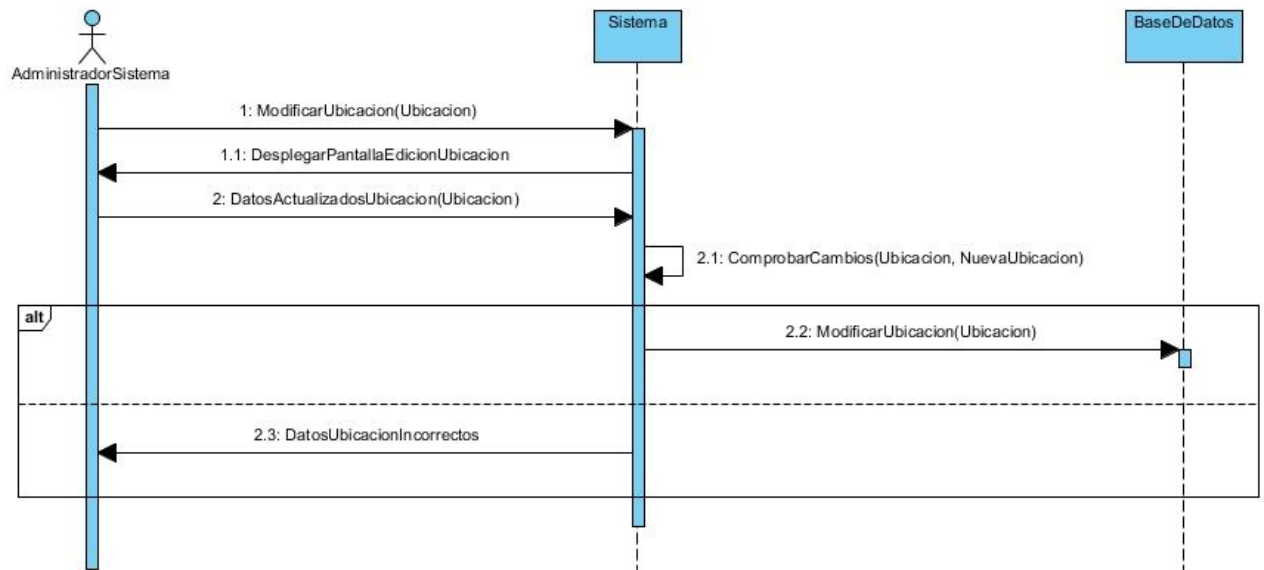 Sistema
BaseDeDatos
AdministradorSistema
1: ModificarUbicacion(Ubicacion)
1.1: DesplegarPantallaEdicionUbicacion
2: DatosActualizadosUbicacion(Ubicacion)
2.1: ComprobarCambios(Ubicacion, NuevaUbicacion)
alt
2.2: ModificarUbicacion(Ubicacion)
2.3: DatosUbicacionIncorrectos